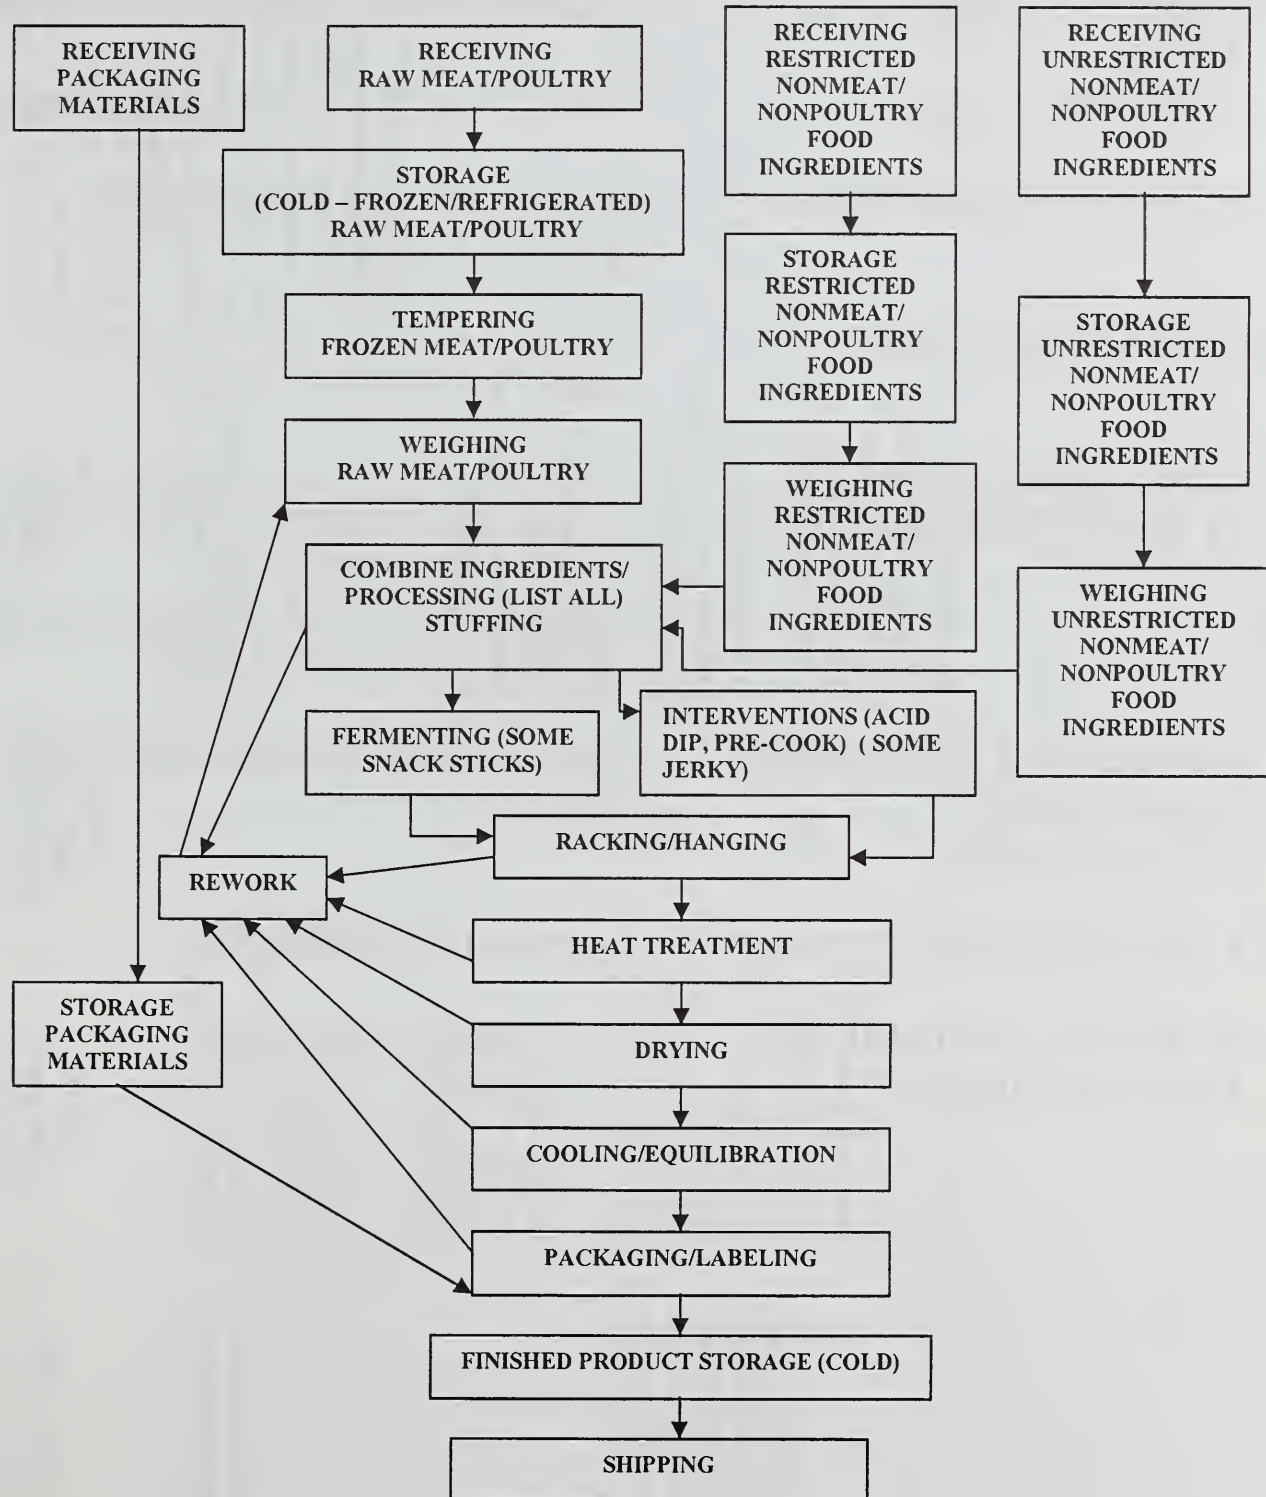 RECEIVING
PACKAGING
MATERIALS
RECEIVING
RAW MEAT/POULTRY
RECEIVING
RESTRICTED
NONMEAT/
NONPOULTRY
FOOD
INGREDIENTS
RECEIVING
UNRESTRICTED
NONMEAT/
NONPOULTRY
FOOD
INGREDIENTS
STORAGE
(COLD – FROZEN/REFRIGERATED)
RAW MEAT/POULTRY
STORAGE
RESTRICTED
NONMEAT/
NONPOULTRY
FOOD
INGREDIENTS
TEMPERING
FROZEN MEAT/POULTRY
STORAGE
UNRESTRICTED
NONMEAT/
NONPOULTRY
FOOD
INGREDIENTS
WEIGHING
RAW MEAT/POULTRY
WEIGHING
RESTRICTED
NONMEAT/
NONPOULTRY
FOOD
INGREDIENTS
COMBINE INGREDIENTS/
PROCESSING (LIST ALL)
STUFFING
WEIGHING
UNRESTRICTED
NONMEAT/
NONPOULTRY
FOOD
INGREDIENTS
FERMENTING (SOME
SNACK STICKS)
INTERVENTIONS (ACID
DIP, PRE-COOK) ( SOME
JERKY)
RACKING/HANGING
REWORK
HEAT TREATMENT
STORAGE
PACKAGING
MATERIALS
DRYING
COOLING/EQUILIBRATION
PACKAGING/LABELING
FINISHED PRODUCT STORAGE (COLD)
SHIPPING